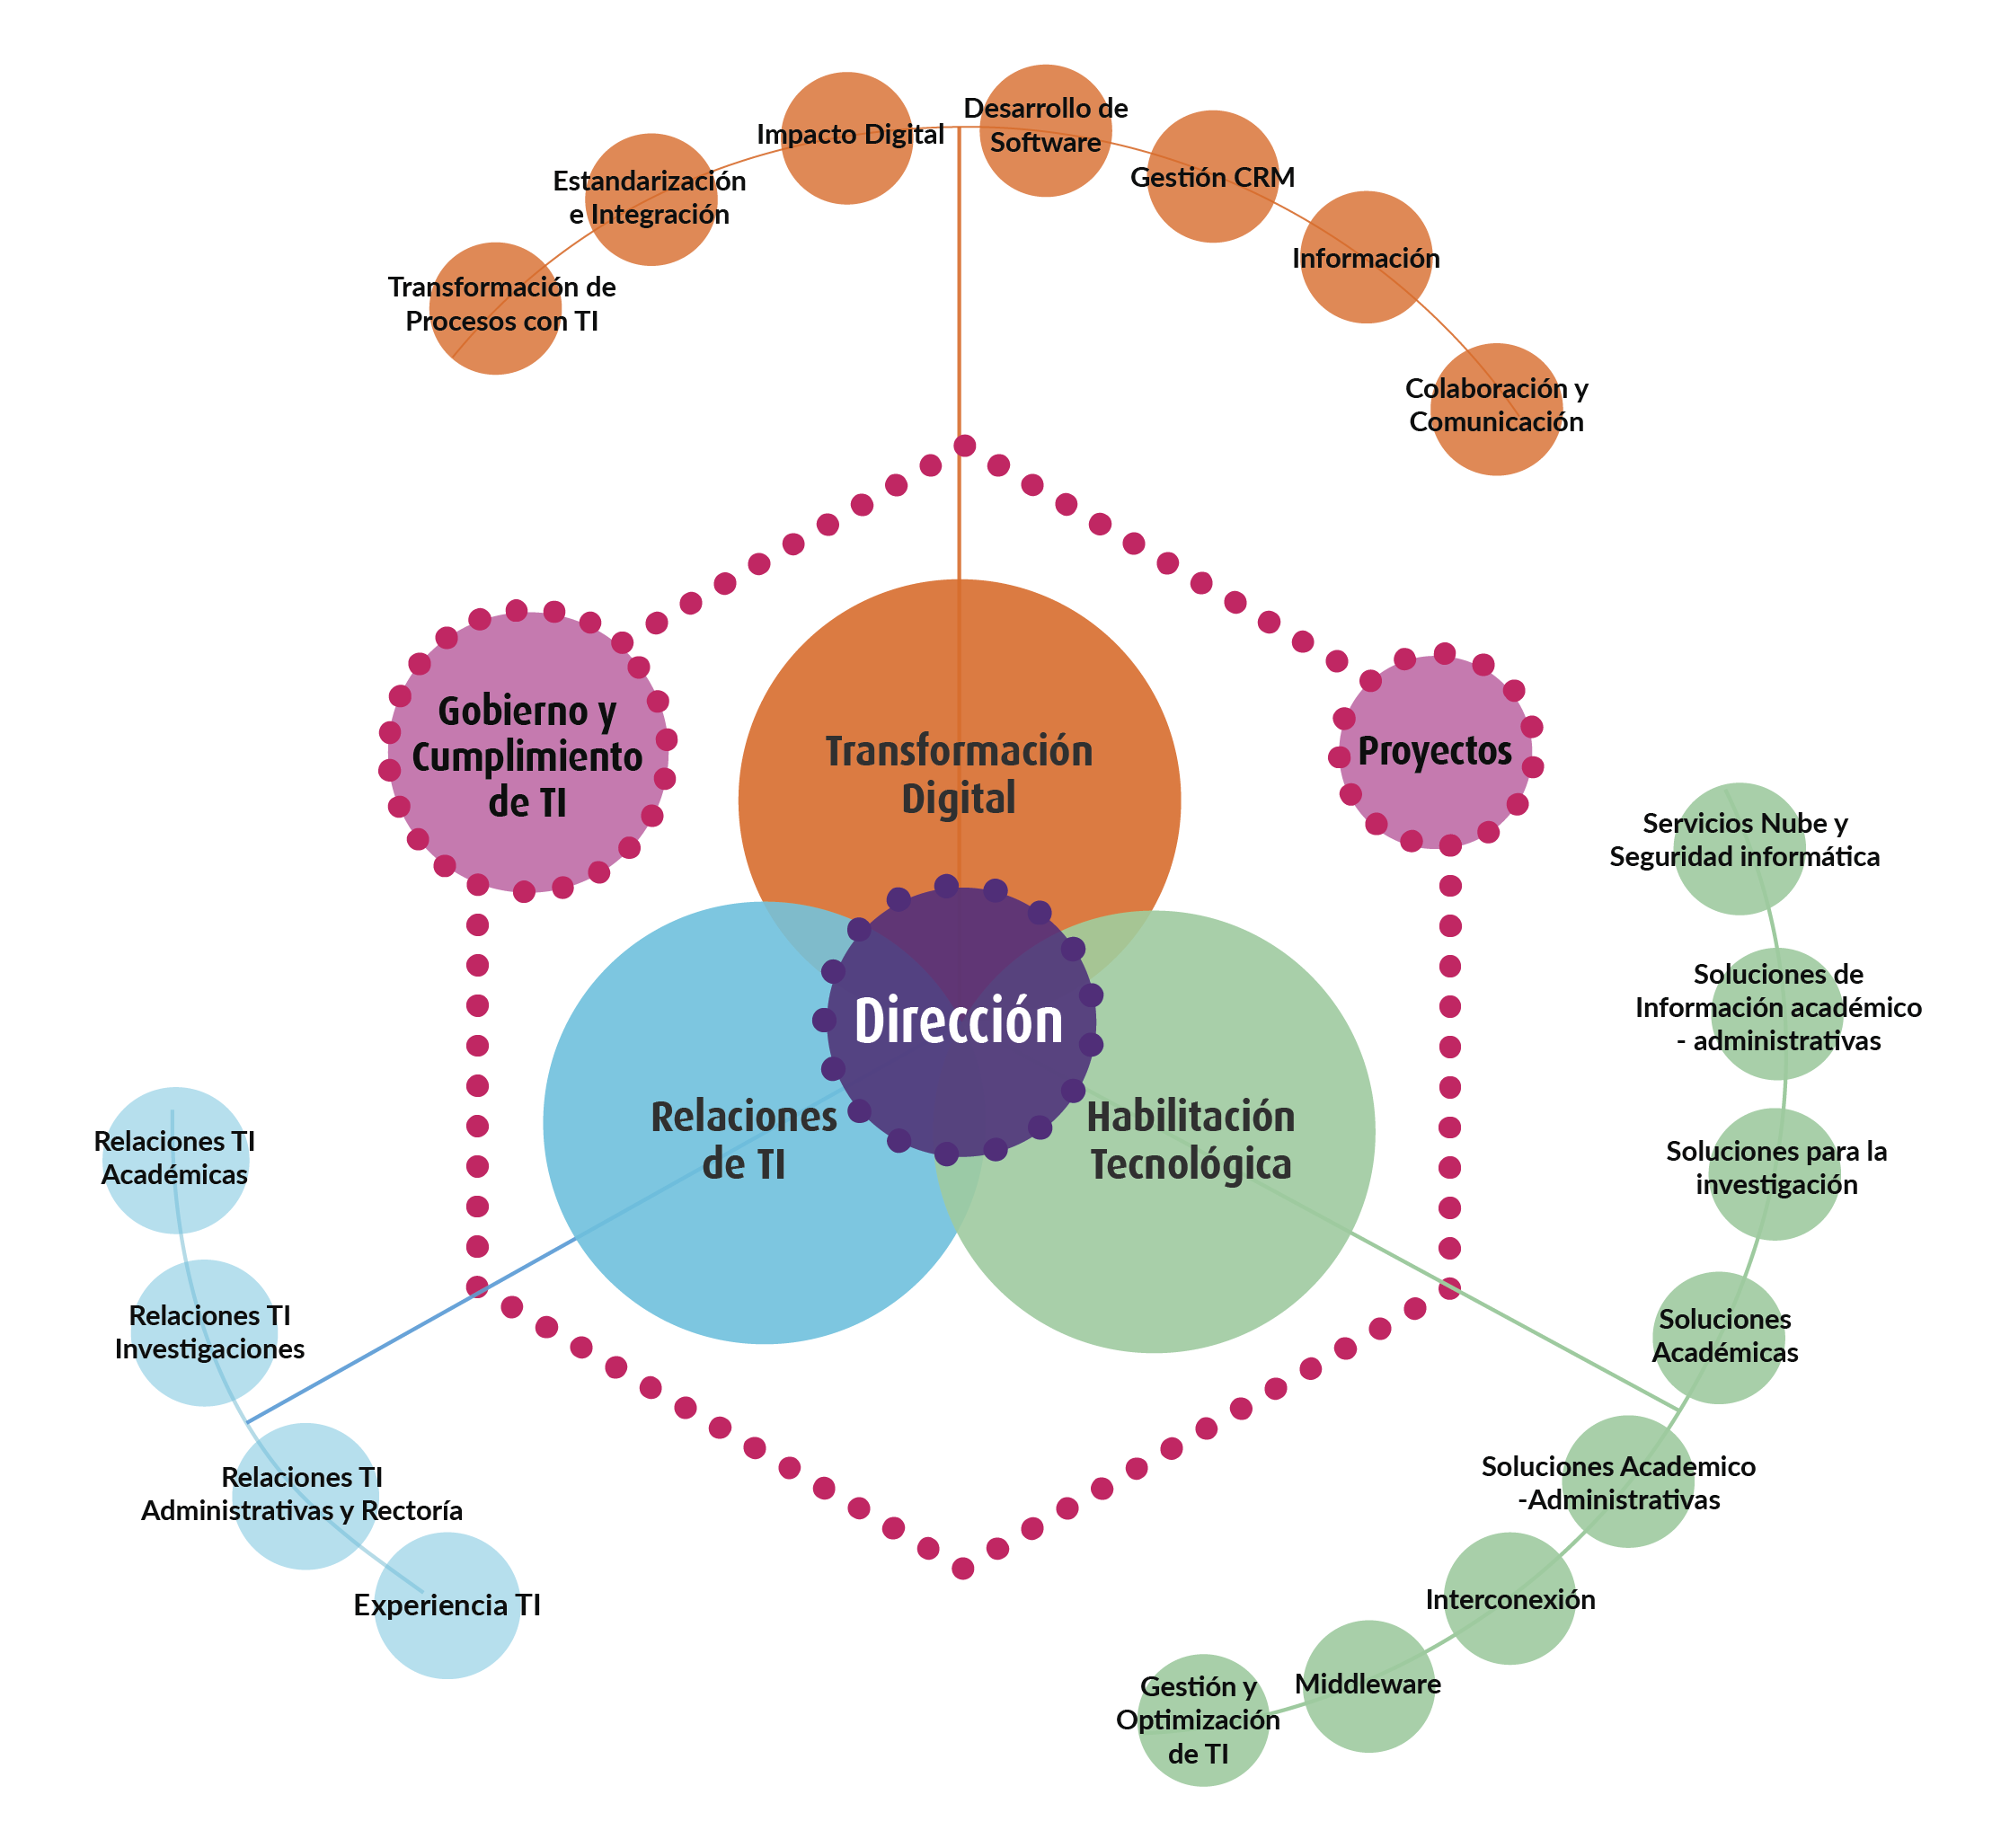 Impacto Digital
Desarrollo de
Software
Gestión CRM
Estandarización
e Integración
Información
Transformación de
Procesos con TI
Colaboración y
Comunicación
Gobierno y
Cumplimiento
de TI
Transformación
Digital
Proyectos
Dirección
Relaciones
de TI
Habilitación
Tecnológica
Servicios Nube y
Seguridad informática
Soluciones de
Información académico
- administrativas
Soluciones para la
investigación
Soluciones
Académicas
Soluciones Academico
-Administrativas
Interconexión
Middleware
Gestión y
Optimización
de TI
Relaciones TI
Académicas
Relaciones TI
Investigaciones
Relaciones TI
Administrativas y Rectoría
Experiencia TI